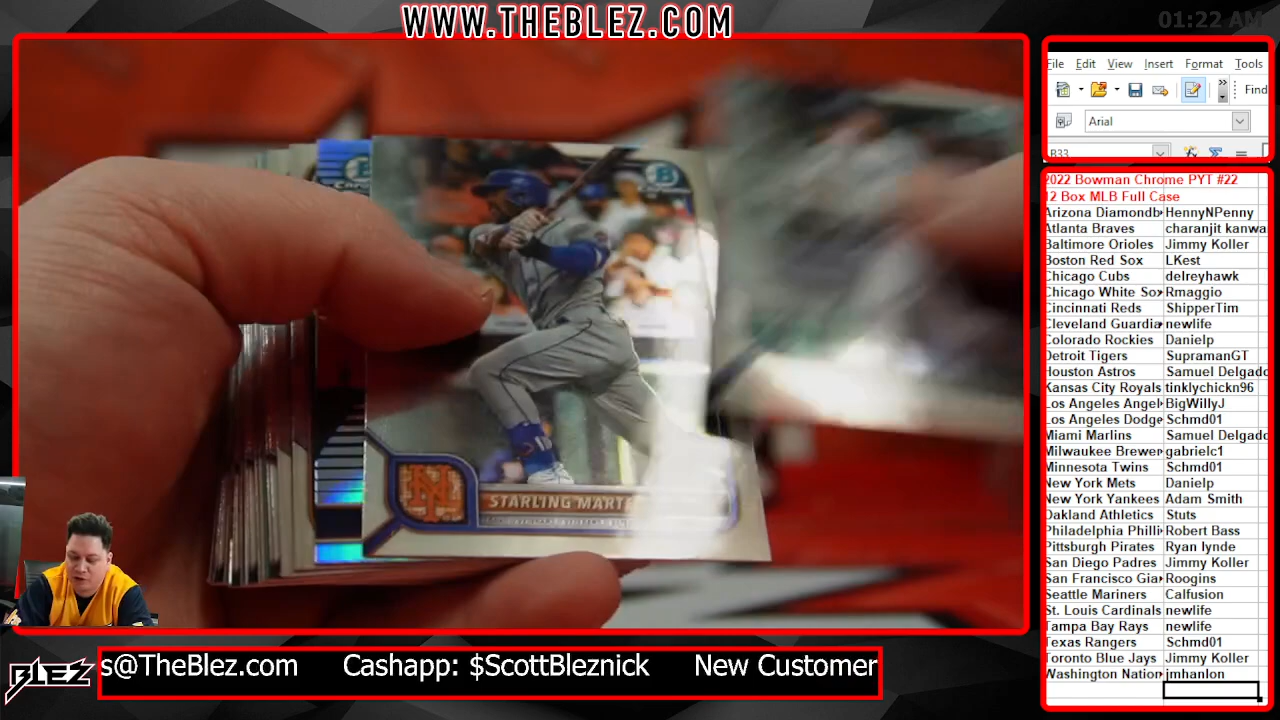 WWW.THEBLEZ.COM
01:22 AM
File Edit View Insert Format Tools
Find
Arial
B33
2022 Bowman Chrome PYT #22
12 Box MLB Full Case
Arizona Diamondb HennyNPenny
Atlanta Braves charanjit kanwa
Baltimore Orioles Jimmy Koller
Boston Red Sox LKest
Chicago Cubs delreyhawk
Chicago White Sox Rmaggio
Cincinnati Reds ShipperTim
Cleveland Guardia newlife
Colorado Rockies Danielp
Detroit Tigers SupramanGT
Houston Astros Samuel Delgado
Kansas City Royals tinklychickn96
Los Angeles Angel BigWillyJ
Los Angeles Dodge Schmd01
Miami Marlins Samuel Delgado
Milwaukee Brewer gabrielc1
Minnesota Twins Schmd01
New York Mets Danielp
New York Yankees Adam Smith
Oakland Athletics Stuts
Philadelphia Philli Robert Bass
Pittsburgh Pirates Ryan lynde
San Diego Padres Jimmy Koller
San Francisco Gia Roogins
Seattle Mariners Calfusion
St. Louis Cardinals newlife
Tampa Bay Rays newlife
Texas Rangers Schmd01
Toronto Blue Jays Jimmy Koller
Washington Nation jmhanlon
B
NY
STARLING MARTE
BLEZ
s@TheBlez.com Cashapp: $ScottBleznick New Customer